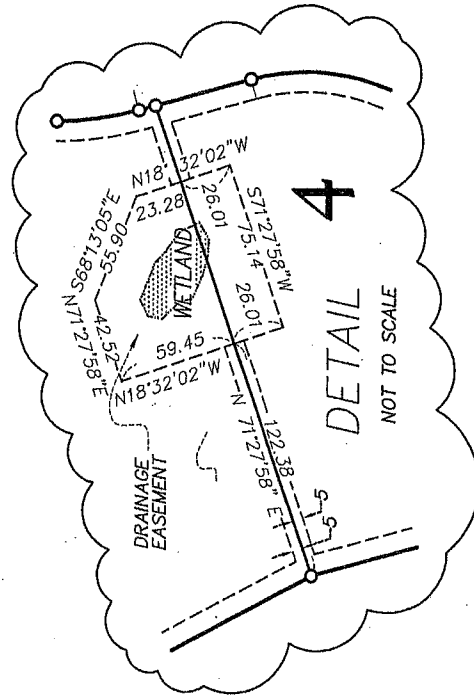 S68°13'05"E
55.90
N71°27'58"E
42.52
N18°32'02"W
23.28
26.01
WETLAND
59.45
N18°32'02"W
S71°27'58"W
75.14
26.01
DRAINAGE
EASEMENT
N 71°27'58" E
122.38
5
5
4
DETAIL
NOT TO SCALE